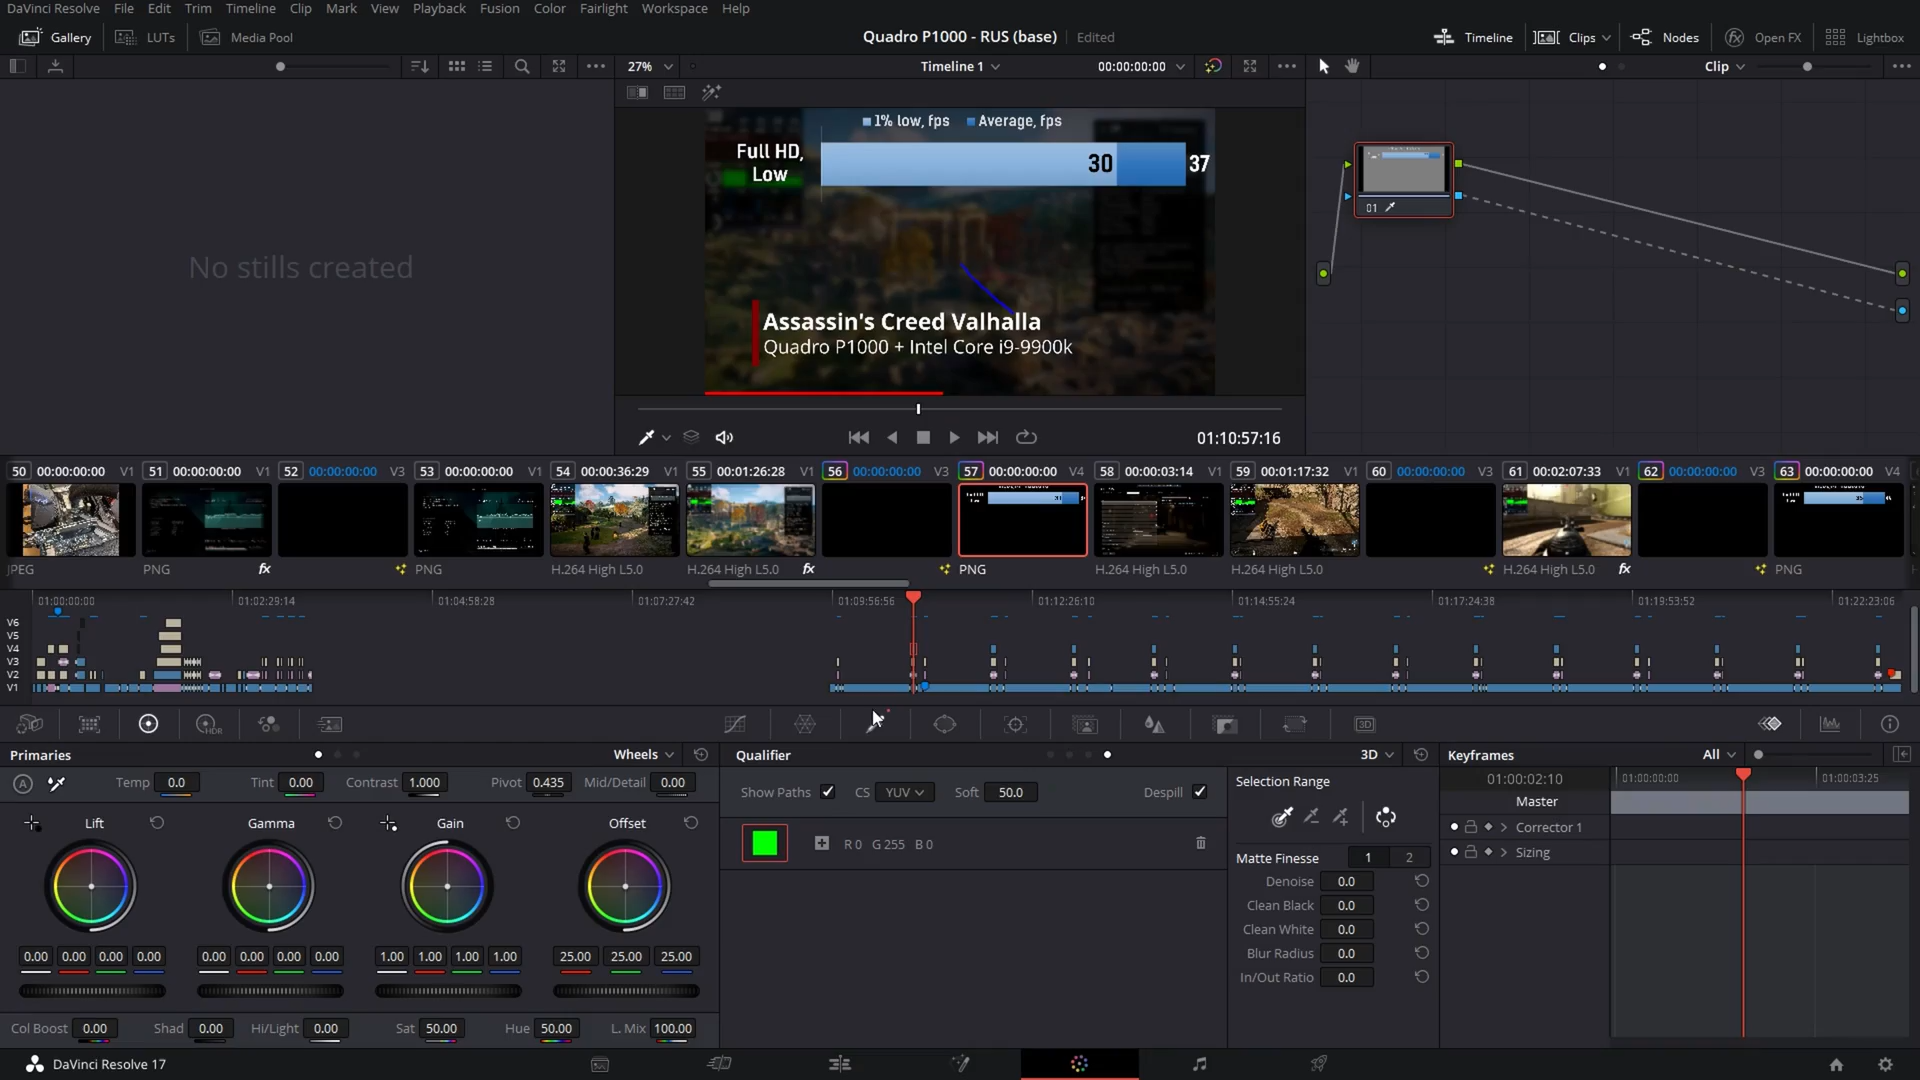 DaVinci Resolve File Edit Trim Timeline Clip Mark View Playback Fusion Color Fairlight Workspace Help
Gallery LUTs Media Pool Quadro P1000 - RUS (base) Edited Timeline Clips Nodes Open FX Lightbox
27% Timeline 1 00:00:00:00 Clip
1% low, fps Average, fps
Full HD, Low 30 37
No stills created
Assassin's Creed Valhalla
Quadro P1000 + Intel Core i9-9900k
01
01:10:57:16
50 00:00:00:00 V1 51 00:00:00:00 V1 52 00:00:00:00 V3 53 00:00:00:00 V1 54 00:00:36:29 V1 55 00:01:26:28 V1 56 00:00:00:00 V3 57 00:00:00:00 V4 58 00:00:03:14 V1 59 00:01:17:32 V1 60 00:00:00:00 V3 61 00:02:07:33 V1 62 00:00:00:00 V3 63 00:00:00:00 V4
JPEG PNG fx PNG H.264 High L5.0 H.264 High L5.0 fx PNG H.264 High L5.0 H.264 High L5.0 H.264 High L5.0 fx PNG
01:00:00:00 01:02:29:14 01:04:58:28 01:07:27:42 01:09:56:56 01:12:26:10 01:14:55:24 01:17:24:38 01:19:53:52 01:22:23:06
V6
V5
V4
V3
V2
V1
HDR 3D
Primaries Wheels Qualifier 3D Keyframes All
A Temp 0.0 Tint 0.00 Contrast 1.000 Pivot 0.435 Mid/Detail 0.00
Show Paths CS YUV Soft 50.0 Despill
Selection Range
01:00:02:10 00:00:00:00 00:00:03:25
Master
Lift Gamma Gain Offset
R 0 G 255 B 0
Corrector 1
Sizing
Matte Finesse 1 2
Denoise 0.0
Clean Black 0.0
Clean White 0.0
Blur Radius 0.0
In/Out Ratio 0.0
0.00 0.00 0.00 0.00 0.00 0.00 0.00 0.00 1.00 1.00 1.00 1.00 25.00 25.00 25.00
Col Boost 0.00 Shad 0.00 Hi/Light 0.00 Sat 50.00 Hue 50.00 L. Mix 100.00
DaVinci Resolve 17